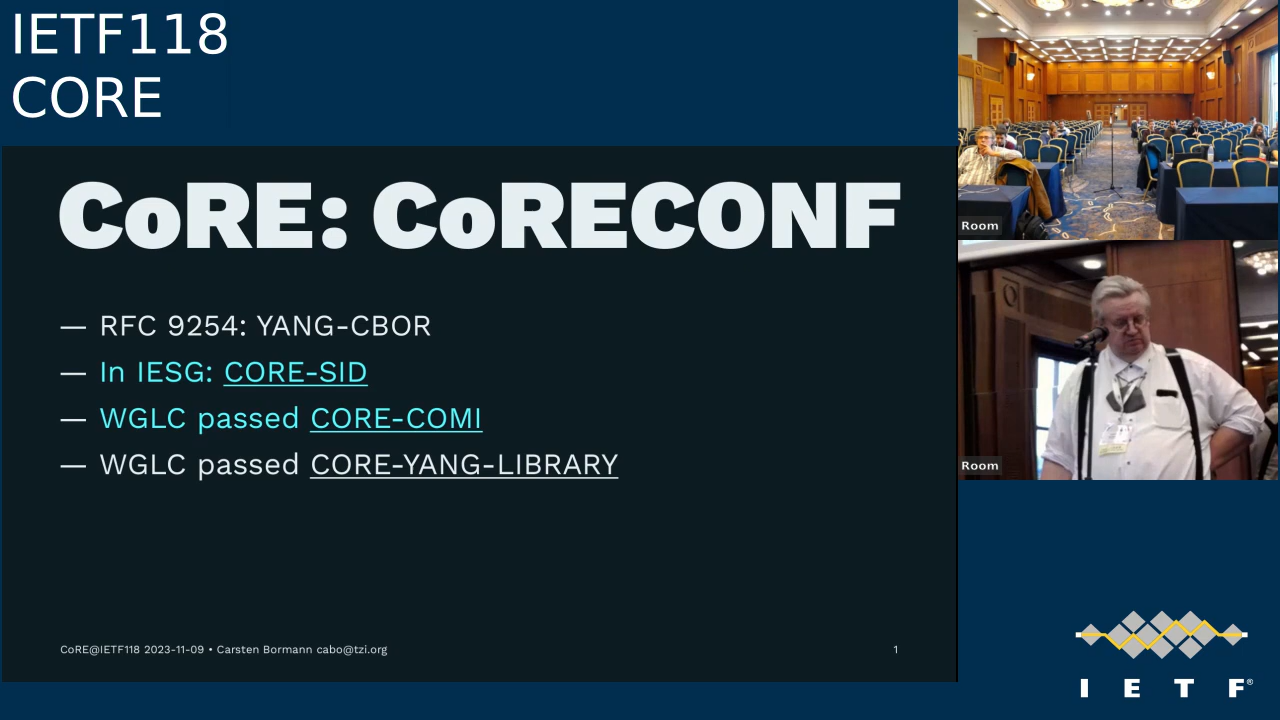 IETF118
CORE
CoRE: CoRECONF
— RFC 9254: YANG-CBOR
— In IESG: CORE-SID
— WGLC passed CORE-COMI
— WGLC passed CORE-YANG-LIBRARY
CoRE@IETF118 2023-11-09 • Carsten Bormann cabo@tzi.org
1
Room
Room
I E T F®